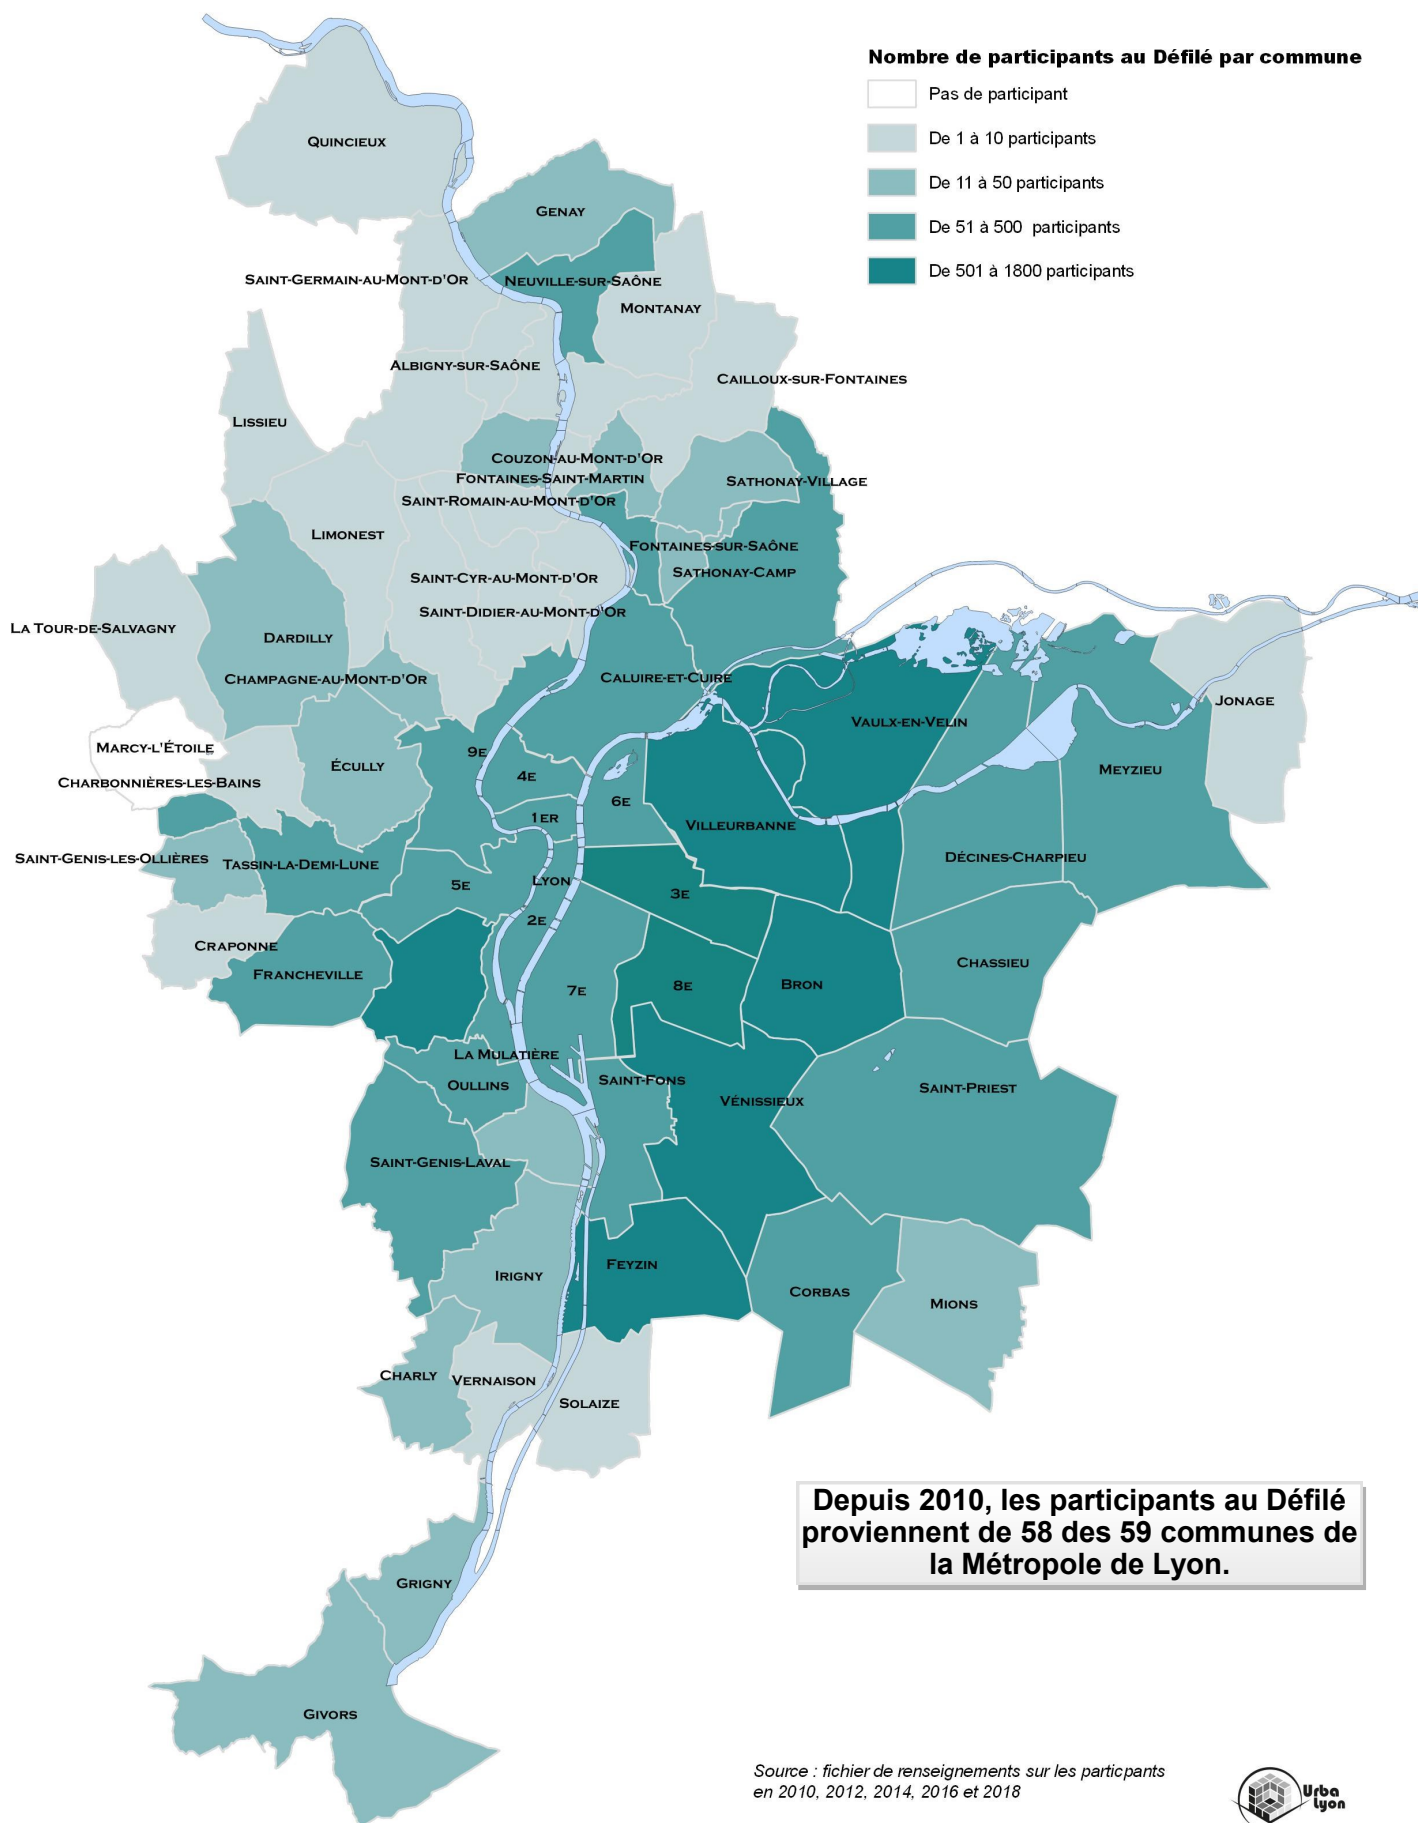 Nombre de participants au Défilé par commune
Pas de participant
De 1 à 10 participants
De 11 à 50 participants
De 51 à 500 participants
De 501 à 1800 participants
QUINCIEUX
GENAY
SAINT-GERMAIN-AU-MONT-D'OR
NEUVILLE-SUR-SAÔNE
MONTANAY
ALBIGNY-SUR-SAÔNE
CAILLOUX-SUR-FONTAINES
LISSIEU
COUZON-AU-MONT-D'OR
FONTAINES-SAINT-MARTIN
SATHONAY-VILLAGE
SAINT-ROMAIN-AU-MONT-D'OR
LIMONEST
FONTAINES-SUR-SAÔNE
SATHONAY-CAMP
SAINT-CYR-AU-MONT-D'OR
SAINT-DIDIER-AU-MONT-D'OR
LA TOUR-DE-SALVAGNY
DARDILLY
CHAMPAGNE-AU-MONT-D'OR
CALUIRE-ET-CUIRE
JONAGE
VAULX-EN-VELIN
MARCY-L'ÉTOILE
9E
ÉCULLY
MEYZIEU
4E
CHARBONNIÈRES-LES-BAINS
6E
1ER
VILLEURBANNE
SAINT-GENIS-LES-OLLIÈRES
TASSIN-LA-DEMI-LUNE
DÉCINES-CHARPIEU
5E
LYON
3E
2E
CRAPONNE
FRANCHEVILLE
CHASSIEU
7E
8E
BRON
LA MULATIÈRE
OULLINS
SAINT-FONS
SAINT-PRIEST
VÉNISSIEUX
SAINT-GENIS-LAVAL
FEYZIN
IRIGNY
CORBAS
MIONS
CHARLY
VERNAISON
SOLAIZE
Depuis 2010, les participants au Défilé
proviennent de 58 des 59 communes de
la Métropole de Lyon.
GRIGNY
GIVORS
Source : fichier de renseignements sur les particpants
en 2010, 2012, 2014, 2016 et 2018
Urba
Lyon